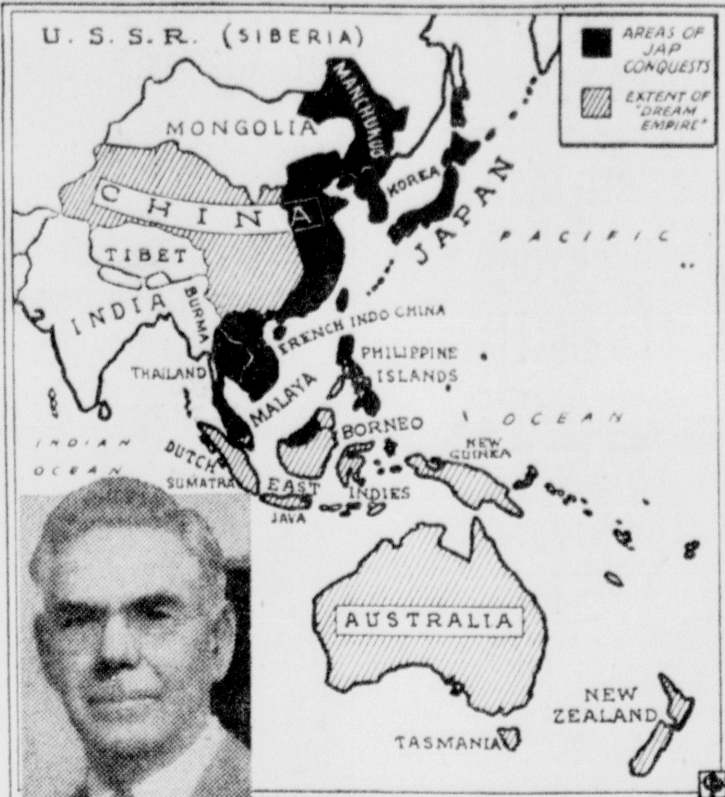 U. S. S. R. (SIBERIA)
AREAS OF
JAP
CONQUESTS
EXTENT OF
"DREAM
EMPIRE"
MANCHUKUO
MONGOLIA
KOREA
JAPAN
CHINA
PACIFIC
TIBET
INDIA
BURMA
FRENCH INDO CHINA
THAILAND
PHILIPPINE
ISLANDS
MALAYA
OCEAN
BORNEO
INDIAN
OCEAN
NEW
GUINEA
DUTCH
SUMATRA
EAST
INDIES
JAVA
AUSTRALIA
NEW
ZEALAND
TASMANIA